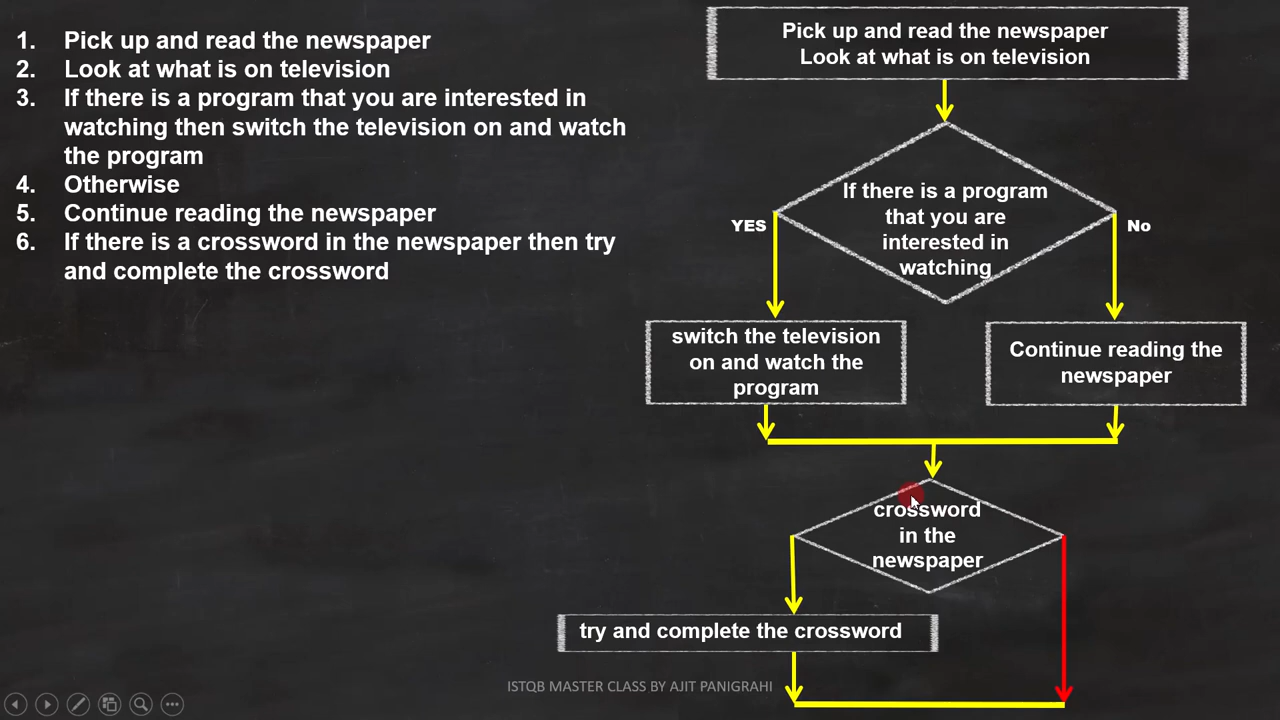 1. Pick up and read the newspaper
2. Look at what is on television
3. If there is a program that you are interested in
watching then switch the television on and watch
the program
4. Otherwise
5. Continue reading the newspaper
6. If there is a crossword in the newspaper then try
and complete the crossword
Pick up and read the newspaper
Look at what is on television
If there is a program
that you are
interested in
watching
YES
No
switch the television
on and watch the
program
Continue reading the
newspaper
crossword
in the
newspaper
try and complete the crossword
ISTQB MASTER CLASS BY AJIT PANIGRAHI